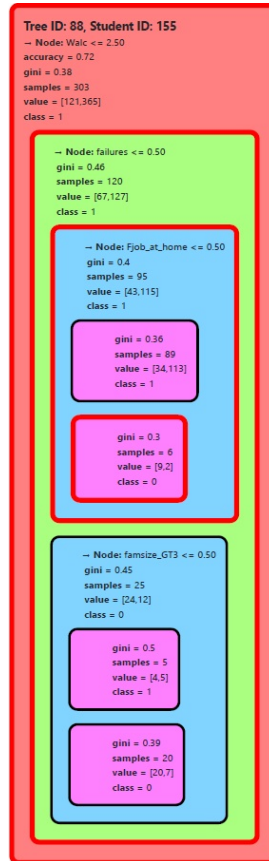 Tree ID: 88, Student ID: 155
→ Node: Walc <= 2.50
accuracy = 0.72
gini = 0.38
samples = 303
value = [121,365]
class = 1
→ Node: failures <= 0.50
gini = 0.46
samples = 120
value = [67,127]
class = 1
→ Node: Fjob_at_home <= 0.50
gini = 0.4
samples = 95
value = [43,115]
class = 1
gini = 0.36
samples = 89
value = [34,113]
class = 1
gini = 0.3
samples = 6
value = [9,2]
class = 0
→ Node: famsize_GT3 <= 0.50
gini = 0.45
samples = 25
value = [24,12]
class = 0
gini = 0.5
samples = 5
value = [4,5]
class = 1
gini = 0.39
samples = 20
value = [20,7]
class = 0